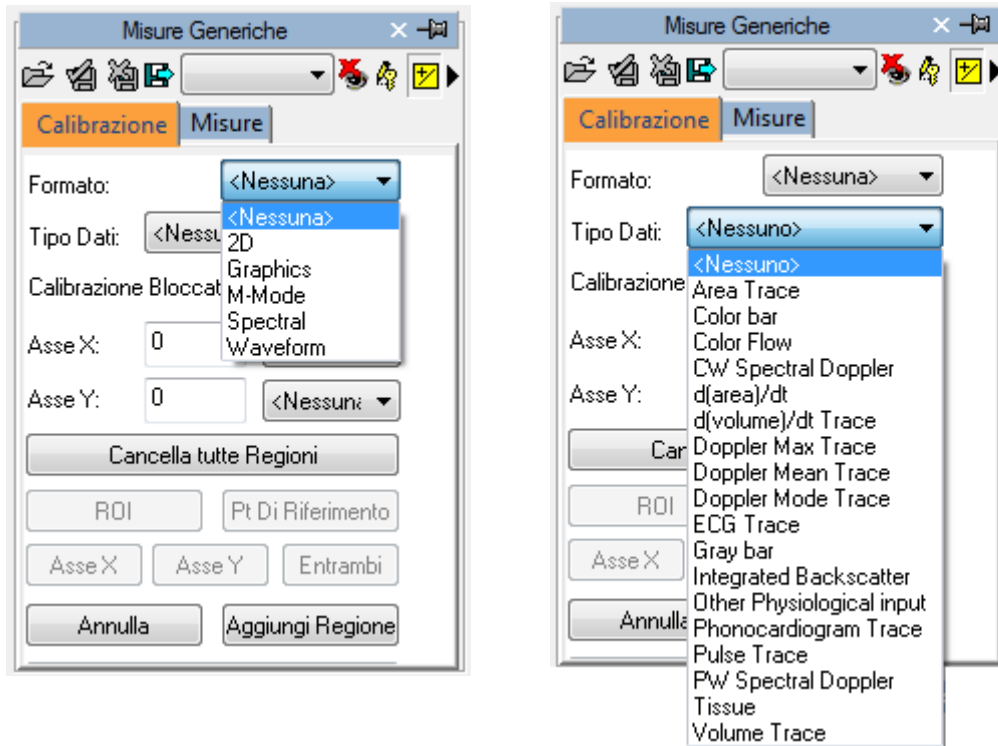 Misure Generiche
Calibrazione Misure
Formato: <Nessuna>
<Nessuna>
2D
Graphics
M-Mode
Spectral
Waveform
Tipo Dati:
Calibrazione
Asse X: 0
Asse Y: 0
Cancella tutte Regioni
ROI Pt Di Riferimento
Asse X Asse Y Entrambi
Annulla Aggiungi Regione
Misure Generiche
Calibrazione Misure
Formato: <Nessuna>
Tipo Dati: <Nessuno>
<Nessuno>
Area Trace
Color bar
Color Flow
CW Spectral Doppler
d(area)/dt
d(volume)/dt Trace
Doppler Max Trace
Doppler Mean Trace
Doppler Mode Trace
ECG Trace
Gray bar
Integrated Backscatter
Other Physiological input
Phonocardiogram Trace
Pulse Trace
PW Spectral Doppler
Tissue
Volume Trace
Calibrazione
Asse X:
Asse Y:
ROI
Asse X
Annulla